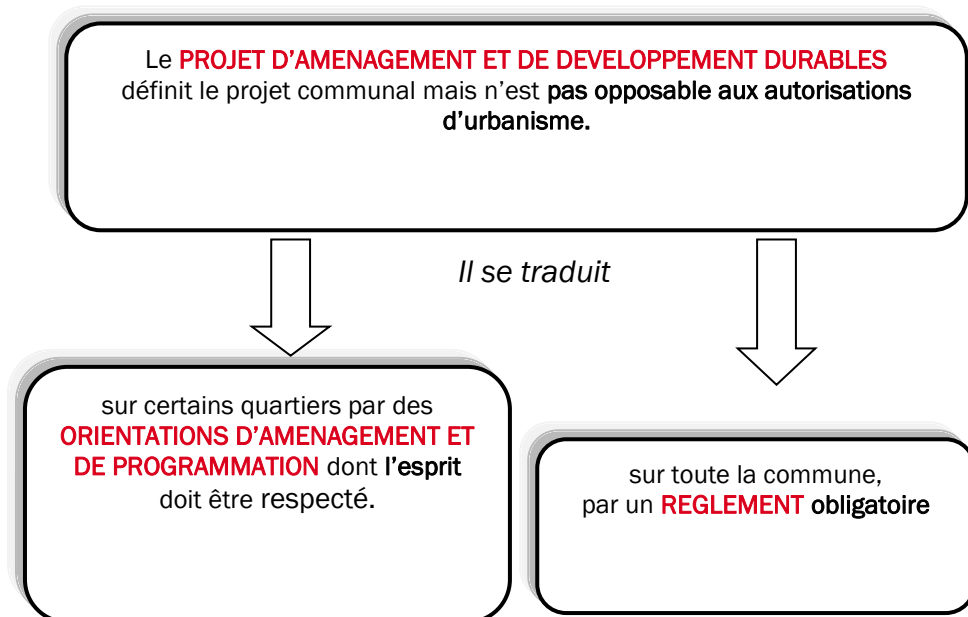 Le PROJET D’AMENAGEMENT ET DE DEVELOPPEMENT DURABLES
définit le projet communal mais n’est pas opposable aux autorisations
d’urbanisme.
Il se traduit
sur certains quartiers par des
ORIENTATIONS D’AMENAGEMENT ET
DE PROGRAMMATION dont l’esprit
doit être respecté.
sur toute la commune,
par un REGLEMENT obligatoire